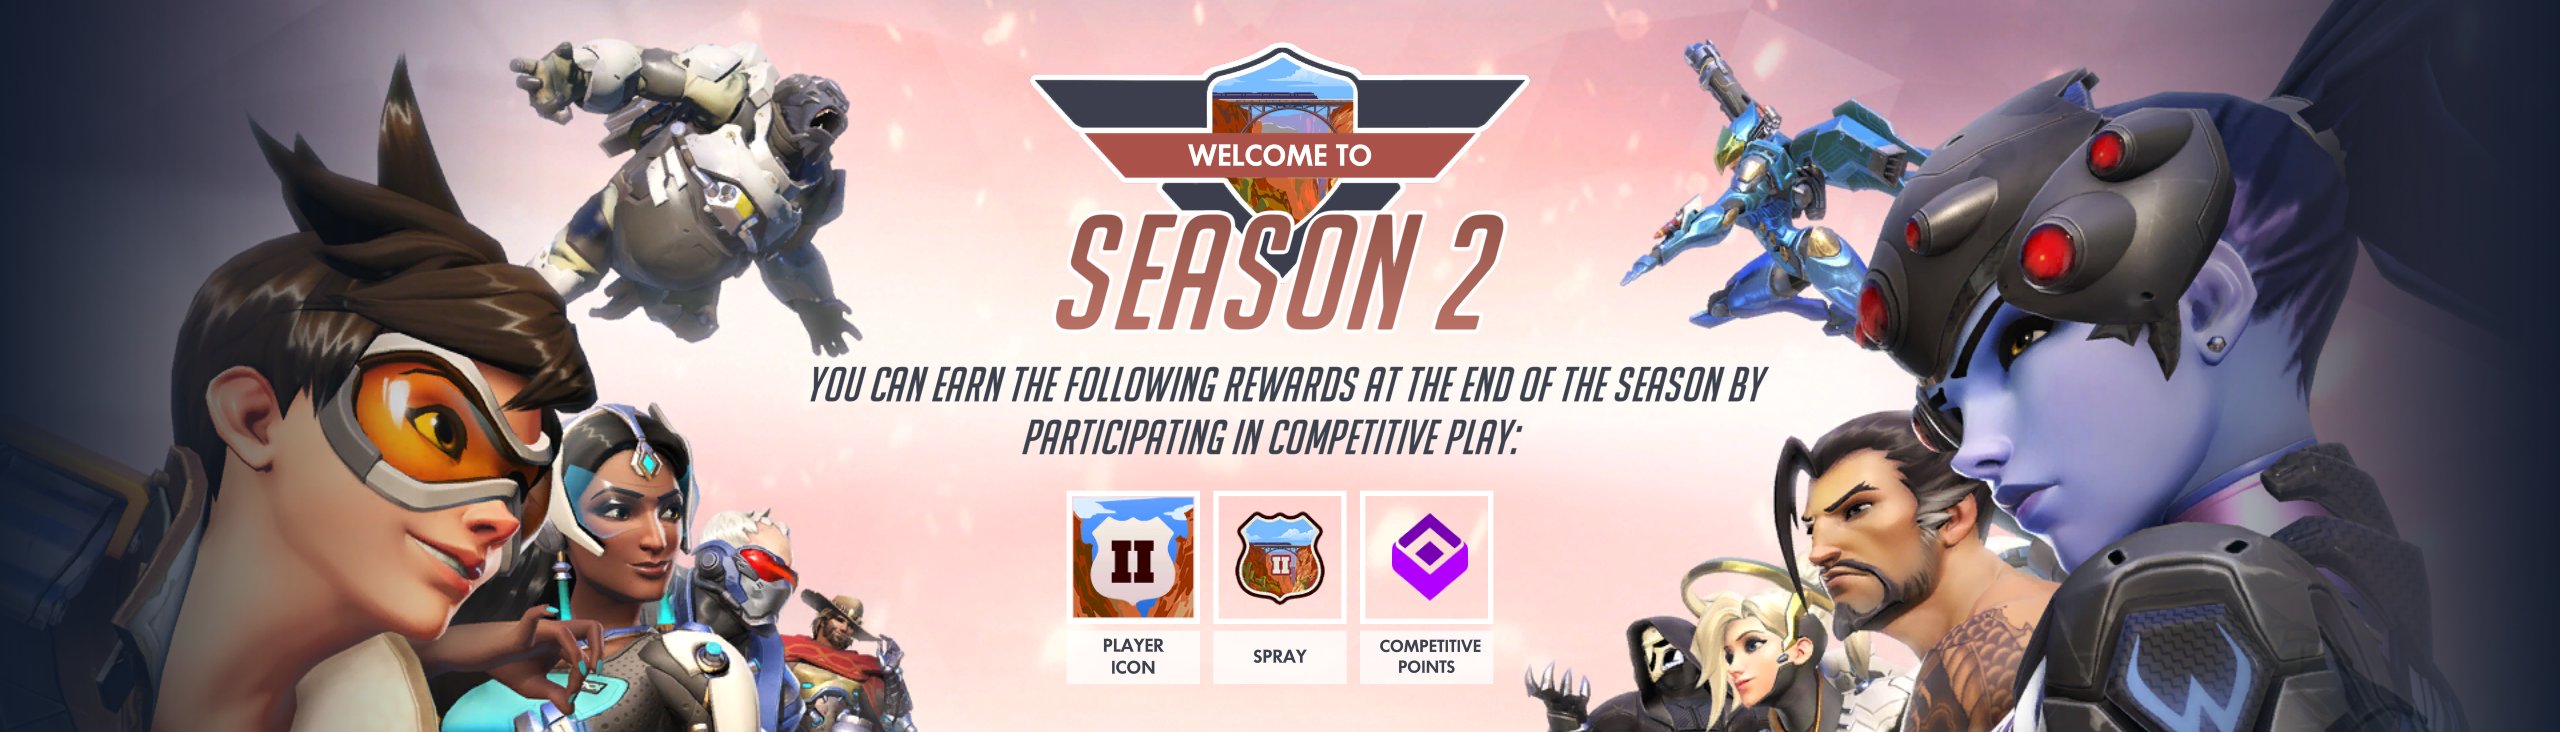 WELCOME TO
SEASON 2
YOU CAN EARN THE FOLLOWING REWARDS AT THE END OF THE SEASON BY
PARTICIPATING IN COMPETITIVE PLAY:
II
II
PLAYER
ICON
SPRAY
COMPETITIVE
POINTS